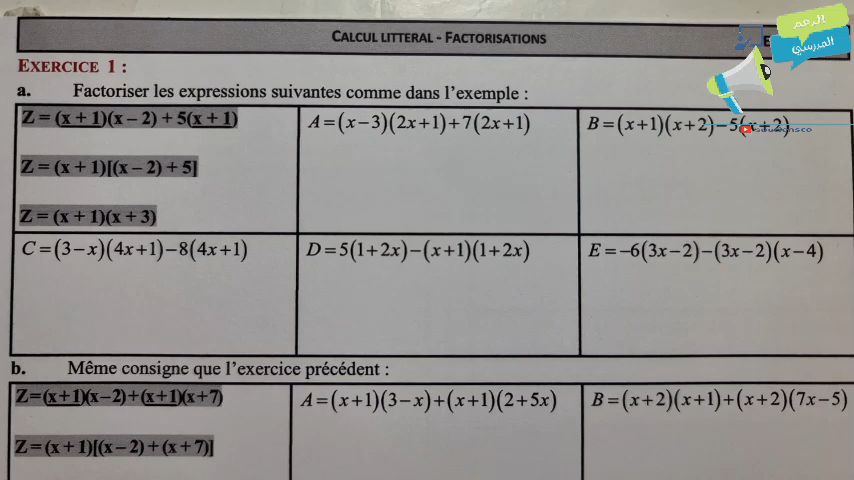 الدعم
المدرسي
CALCUL LITTERAL - FACTORISATIONS
EXERCICE 1 :
a. Factoriser les expressions suivantes comme dans l'exemple :
Z = (x + 1)(x – 2) + 5(x + 1)
Z = (x + 1)[(x – 2) + 5]
Z = (x + 1)(x + 3)
A=(x−3)(2x+1)+7(2x+1)
B=(x+1)(x+2)−5(x+2)
C=(3−x)(4x+1)−8(4x+1)
D=5(1+2x)−(x+1)(1+2x)
E=−6(3x−2)−(3x−2)(x−4)
b. Même consigne que l'exercice précédent :
Z=(x+1)(x–2)+(x+1)(x+7)
Z=(x+1)[(x–2)+(x+7)]
A=(x+1)(3−x)+(x+1)(2+5x)
B=(x+2)(x+1)+(x+2)(7x−5)